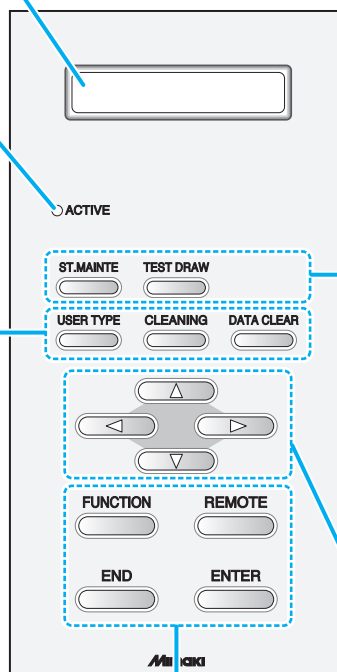 ACTIVE
ST.MAINTE TEST DRAW
USER TYPE CLEANING DATA CLEAR
FUNCTION REMOTE
END ENTER